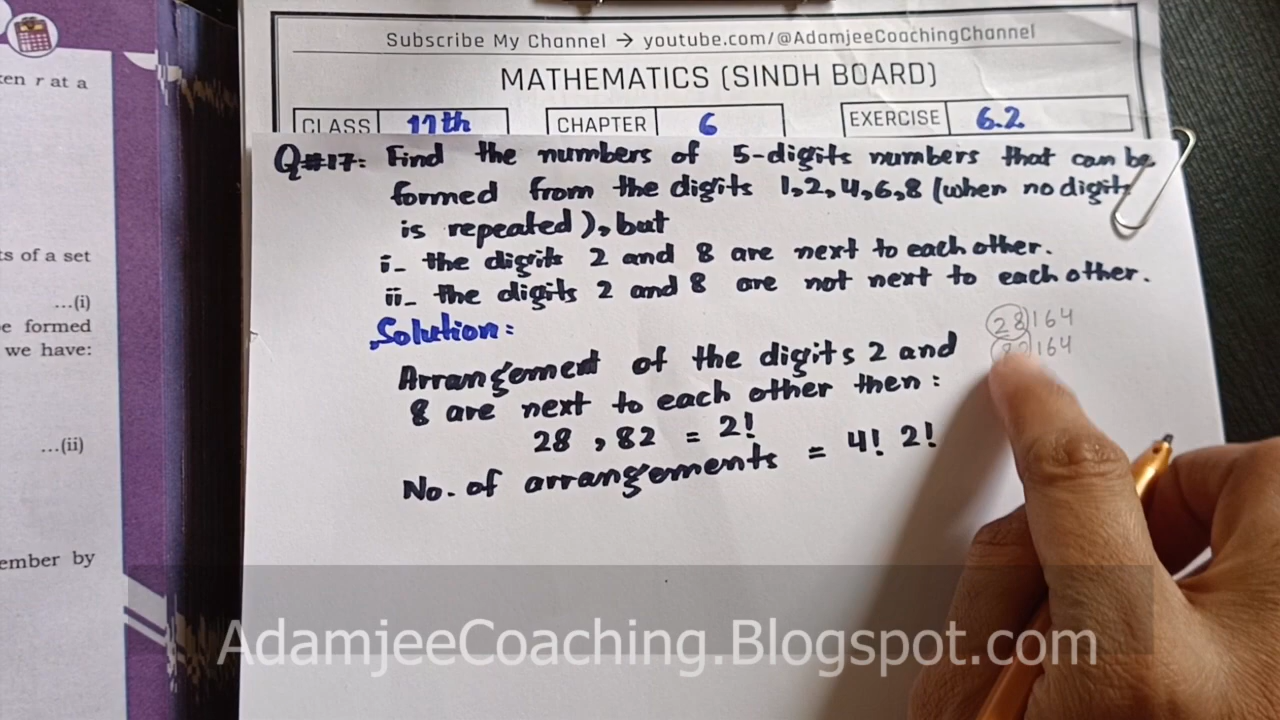 ken r at a
ts of a set
...(i)
e formed
we have:
...(ii)
ember by
Subscribe My Channel → youtube.com/@AdamjeeCoachingChannel
MATHEMATICS (SINDH BOARD)
CLASS 11th CHAPTER 6 EXERCISE 6.2
Q#17: Find the numbers of 5-digits numbers that can be
formed from the digits 1,2,4,6,8 (when no digits
is repeated), but
i- the digits 2 and 8 are next to each other.
ii- the digits 2 and 8 are not next to each other.
Solution:
28164
82164
Arrangement of the digits 2 and
8 are next to each other then:
28 , 82 = 2!
No. of arrangements = 4! 2!
AdamjeeCoaching.Blogspot.com